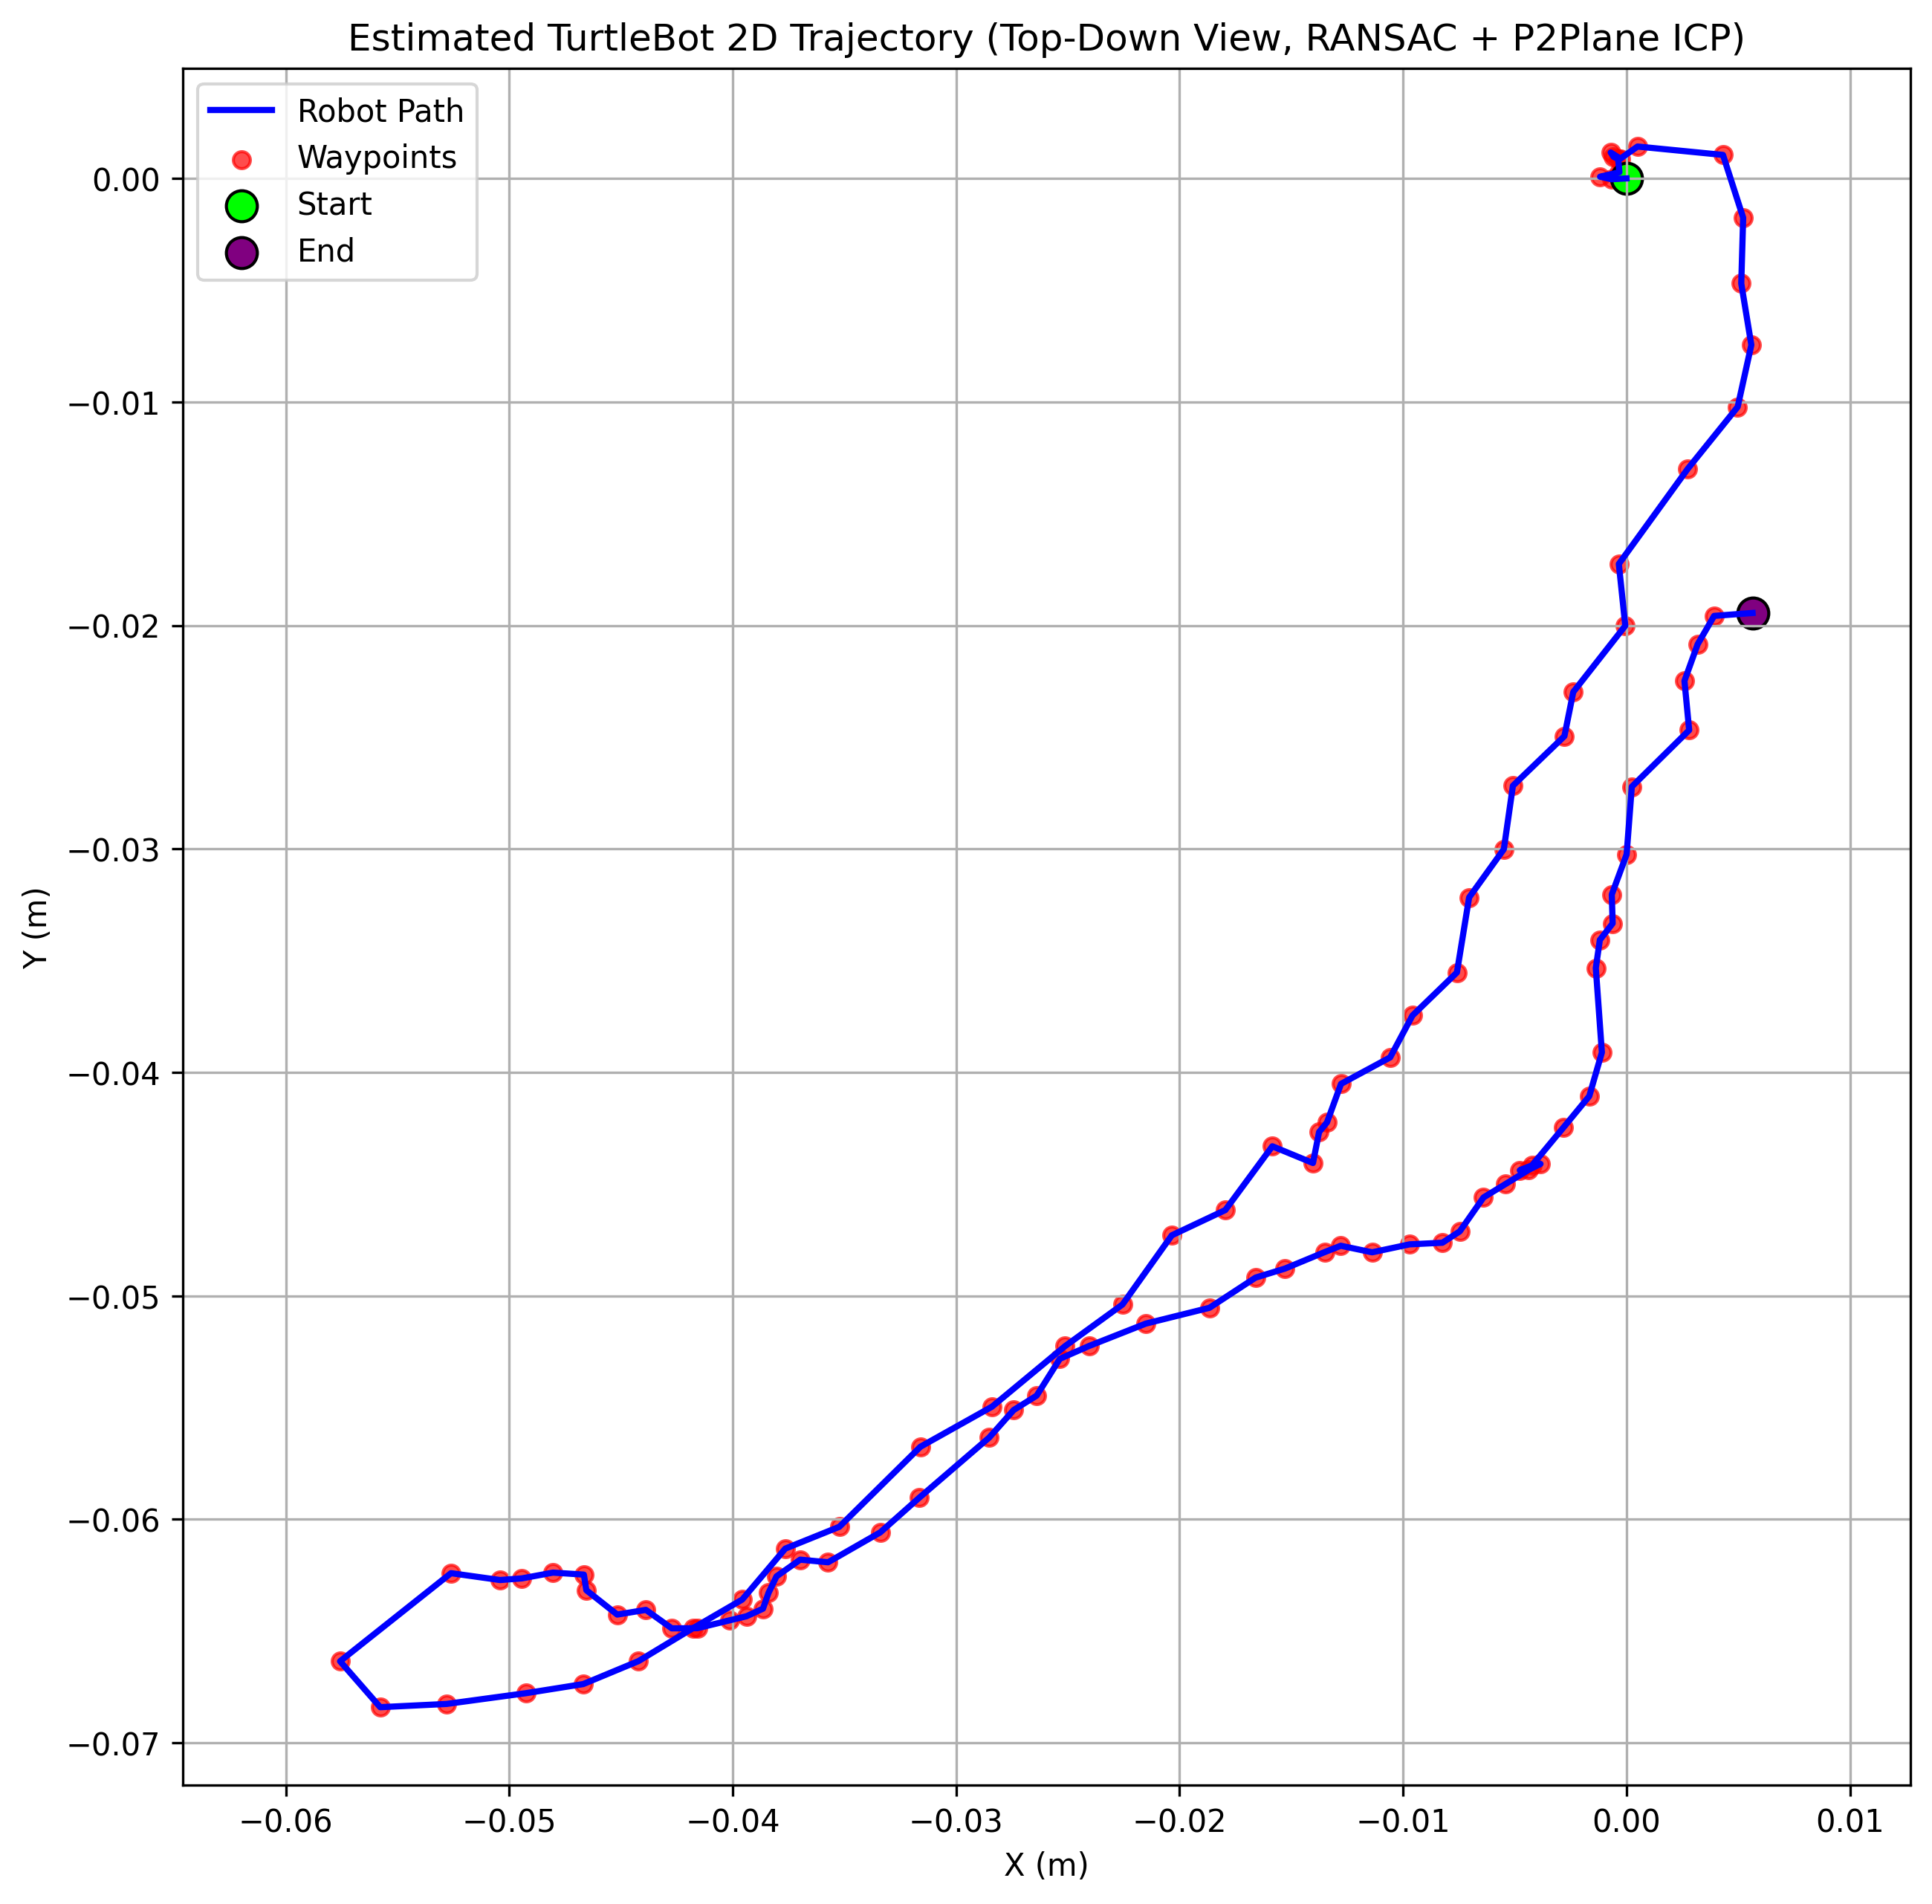 Estimated TurtleBot 2D Trajectory (Top-Down View, RANSAC + P2Plane ICP)
Robot Path
Waypoints
Start
End
0.00
−0.01
−0.02
−0.03
−0.04
−0.05
−0.06
−0.07
Y (m)
−0.06 −0.05 −0.04 −0.03 −0.02 −0.01 0.00 0.01
X (m)